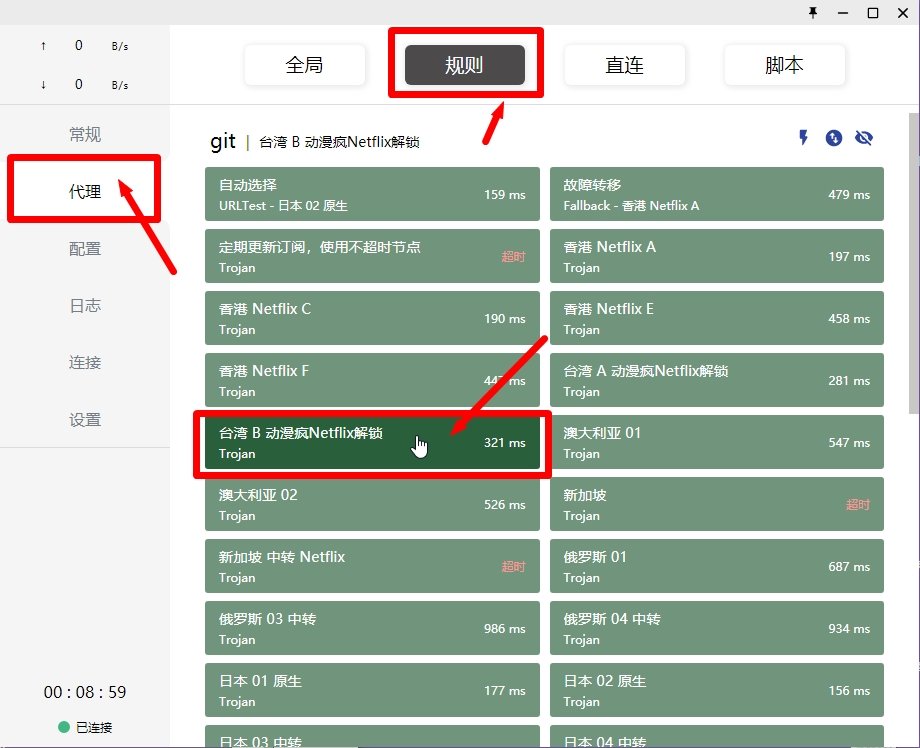 ↑ 0 B/s
↓ 0 B/s
全局
规则
直连
脚本
常规
代理
配置
日志
连接
设置
00 : 08 : 59
已连接
git | 台湾 B 动漫疯Netflix解锁
自动选择
URLTest - 日本 02 原生
159 ms
故障转移
Fallback - 香港 Netflix A
479 ms
定期更新订阅，使用不超时节点
Trojan
超时
香港 Netflix A
Trojan
197 ms
香港 Netflix C
Trojan
190 ms
香港 Netflix E
Trojan
458 ms
香港 Netflix F
Trojan
ms
台湾 A 动漫疯Netflix解锁
Trojan
281 ms
台湾 B 动漫疯Netflix解锁
Trojan
321 ms
澳大利亚 01
Trojan
547 ms
澳大利亚 02
Trojan
526 ms
新加坡
Trojan
超时
新加坡 中转 Netflix
Trojan
超时
俄罗斯 01
Trojan
687 ms
俄罗斯 03 中转
Trojan
986 ms
俄罗斯 04 中转
Trojan
934 ms
日本 01 原生
Trojan
177 ms
日本 02 原生
Trojan
156 ms
日本 03 中转
日本 04 中转